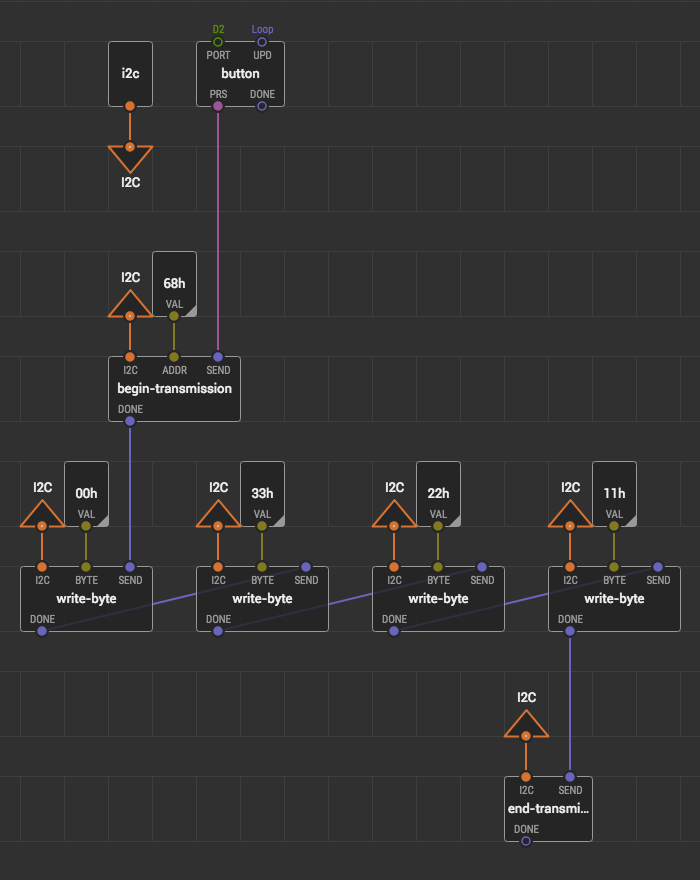 D2 Loop
PORT UPD
i2c button
PRS DONE
I2C
I2C 68h
VAL
I2C ADDR SEND
begin-transmission
DONE
I2C 00h I2C 33h I2C 22h I2C 11h
VAL VAL VAL VAL
I2C BYTE SEND I2C BYTE SEND I2C BYTE SEND I2C BYTE SEND
write-byte write-byte write-byte write-byte
DONE DONE DONE DONE
I2C
I2C SEND
end-transmi...
DONE